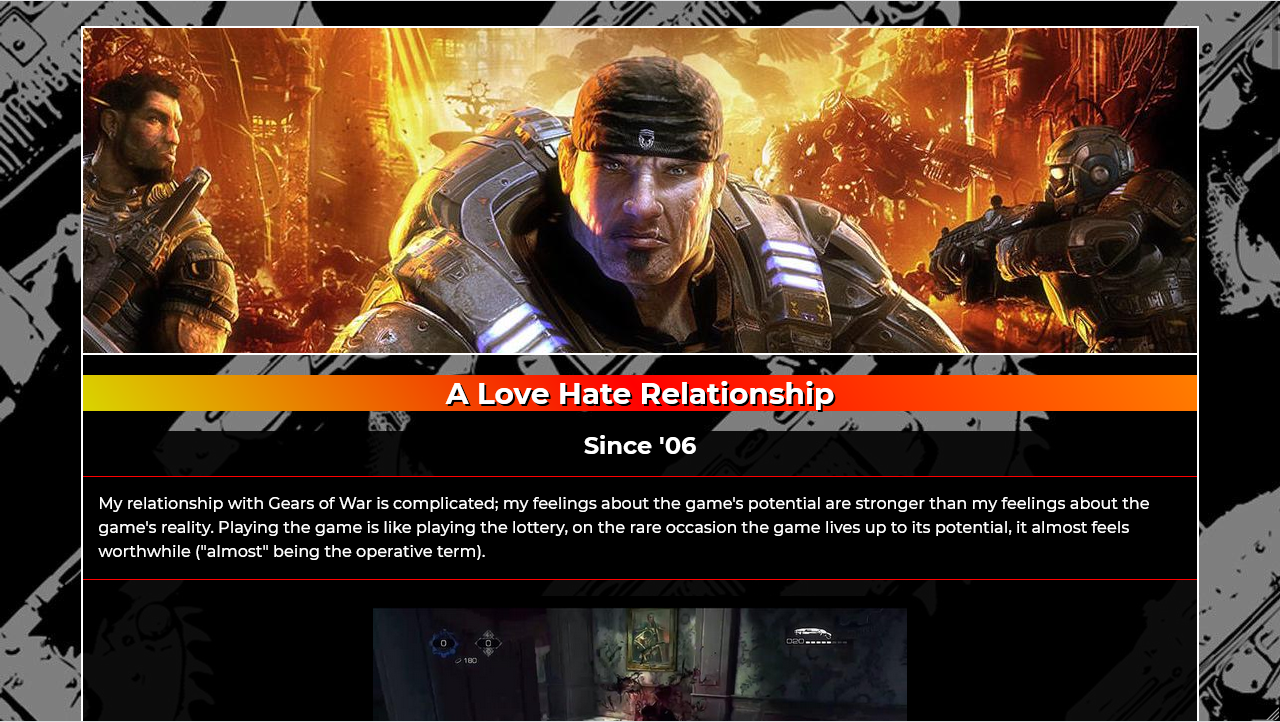 A Love Hate Relationship
Since '06
My relationship with Gears of War is complicated; my feelings about the game's potential are stronger than my feelings about the
game's reality. Playing the game is like playing the lottery, on the rare occasion the game lives up to its potential, it almost feels
worthwhile ("almost" being the operative term).
0 0 020
180